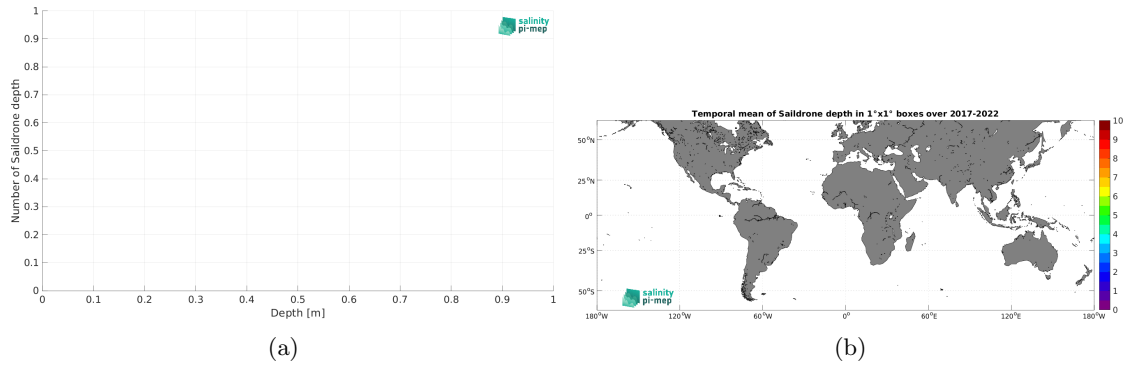 1
0.9
0.8
0.7
0.6
0.5
0.4
0.3
0.2
0.1
0
Number of Saildrone depth
0 0.1 0.2 0.3 0.4 0.5 0.6 0.7 0.8 0.9 1
Depth [m]
salinity
pi-mep
(a)
Temporal mean of Saildrone depth in 1°x1° boxes over 2017-2022
50°N
25°N
0°
25°S
50°S
180°W 120°W 60°W 0° 60°E 120°E 180°W
10
9
8
7
6
5
4
3
2
1
0
salinity
pi-mep
(b)